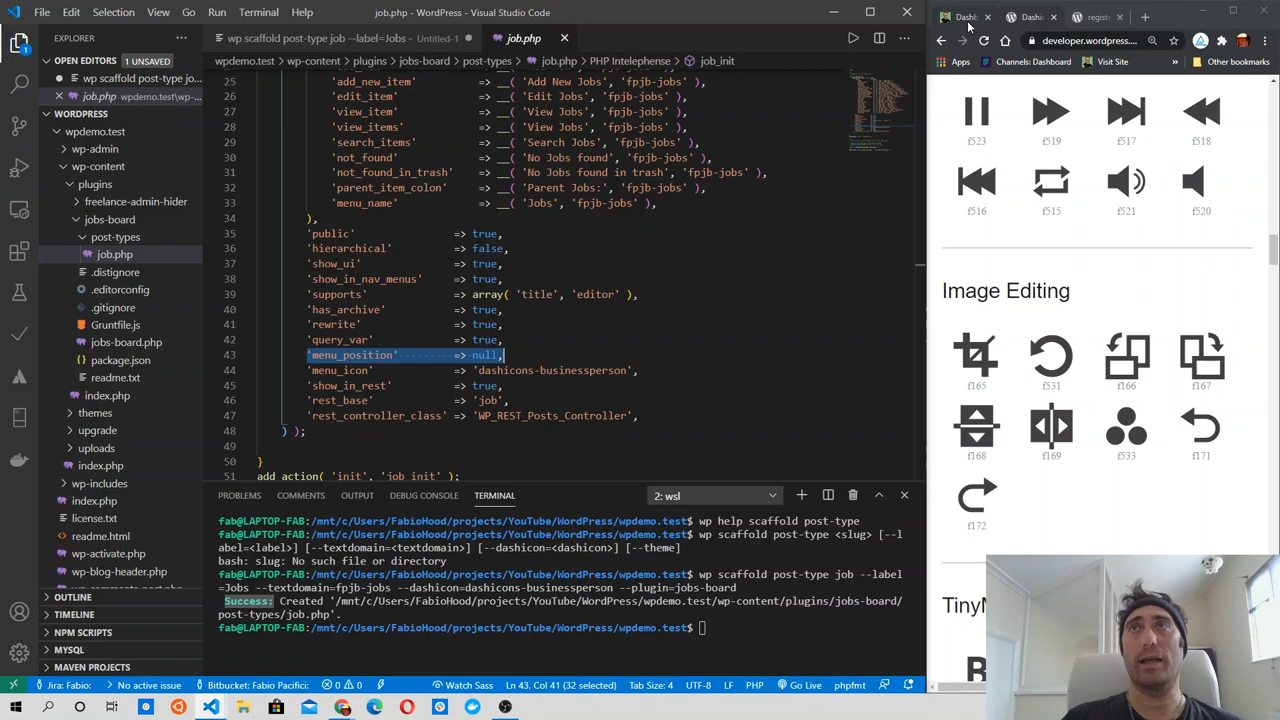 File Edit Selection View Go Run Terminal Help
job.php - WordPress - Visual Studio Code
EXPLORER
OPEN EDITORS 1 UNSAVED
wp scaffold post-type jo...
job.php wpdemo.test\wp-...
WORDPRESS
wpdemo.test
wp-admin
wp-content
plugins
freelance-admin-hider
jobs-board
post-types
job.php
.distignore
.editorconfig
.gitignore
Gruntfile.js
jobs-board.php
package.json
readme.txt
index.php
themes
upgrade
uploads
index.php
wp-includes
index.php
license.txt
readme.html
wp-activate.php
wp-blog-header.php
OUTLINE
TIMELINE
NPM SCRIPTS
MYSQL
MAVEN PROJECTS
wp scaffold post-type job --label=Jobs Untitled-1
job.php
wpdemo.test > wp-content > plugins > jobs-board > post-types > job.php > PHP Intelephense > job_init
25
26 'add_new_item' => __( 'Add New Jobs', 'fpjb-jobs' ),
26 'edit_item' => __( 'Edit Jobs', 'fpjb-jobs' ),
27 'view_item' => __( 'View Jobs', 'fpjb-jobs' ),
28 'view_items' => __( 'View Jobs', 'fpjb-jobs' ),
29 'search_items' => __( 'Search Jobs', 'fpjb-jobs' ),
30 'not_found' => __( 'No Jobs found', 'fpjb-jobs' ),
31 'not_found_in_trash' => __( 'No Jobs found in trash', 'fpjb-jobs' ),
32 'parent_item_colon' => __( 'Parent Jobs:', 'fpjb-jobs' ),
33 'menu_name' => __( 'Jobs', 'fpjb-jobs' ),
34 ),
35 'public' => true,
36 'hierarchical' => false,
37 'show_ui' => true,
38 'show_in_nav_menus' => true,
39 'supports' => array( 'title', 'editor' ),
40 'has_archive' => true,
41 'rewrite' => true,
42 'query_var' => true,
43 'menu_position' => null,
44 'menu_icon' => 'dashicons-businessperson',
45 'show_in_rest' => true,
46 'rest_base' => 'job',
47 'rest_controller_class' => 'WP_REST_Posts_Controller',
48 ) );
49
50 }
51 add_action( 'init', 'job_init' );
PROBLEMS COMMENTS OUTPUT DEBUG CONSOLE TERMINAL
2: wsl
fab@LAPTOP-FAB:/mnt/c/Users/FabioHood/projects/YouTube/WordPress/wpdemo.test$ wp help scaffold post-type
fab@LAPTOP-FAB:/mnt/c/Users/FabioHood/projects/YouTube/WordPress/wpdemo.test$ wp scaffold post-type <slug> [--l
abel=<label>] [--textdomain=<textdomain>] [--dashicon=<dashicon>] [--theme]
bash: slug: No such file or directory
fab@LAPTOP-FAB:/mnt/c/Users/FabioHood/projects/YouTube/WordPress/wpdemo.test$ wp scaffold post-type job --label
=Jobs --textdomain=fpjb-jobs --dashicon=dashicons-businessperson --plugin=jobs-board
Success: Created '/mnt/c/Users/FabioHood/projects/YouTube/WordPress/wpdemo.test/wp-content/plugins/jobs-board/
post-types/job.php'.
fab@LAPTOP-FAB:/mnt/c/Users/FabioHood/projects/YouTube/WordPress/wpdemo.test$
Jira: Fabio: No active issue Bitbucket: Fabio Pacific: 0 0
Watch Sass Ln 43, Col 41 (32 selected) Tab Size: 4 UTF-8 LF PHP Go Live phpfmt
Dashb Dashic registe
developer.wordpress....
Apps Channels: Dashboard Visit Site Other bookmarks
f523 f519 f517 f518
f516 f515 f521 f520
Image Editing
f165 f531 f166 f167
f168 f169 f533 f171
f172
TinyM
B